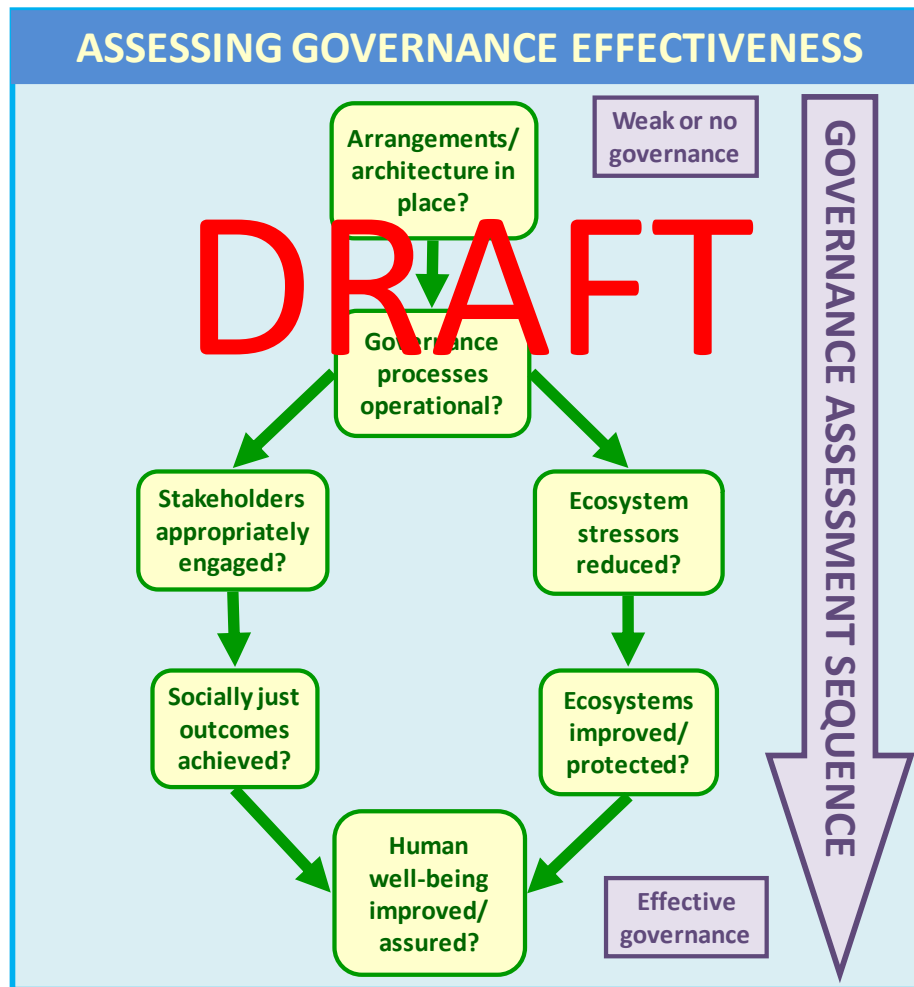 ASSESSING GOVERNANCE EFFECTIVENESS
Arrangements/
architecture in
place?
Weak or no
governance
DRAFT
Governance
processes
operational?
Stakeholders
appropriately
engaged?
Ecosystem
stressors
reduced?
Socially just
outcomes
achieved?
Ecosystems
improved/
protected?
Human
well-being
improved/
assured?
Effective
governance
GOVERNANCE ASSESSMENT SEQUENCE